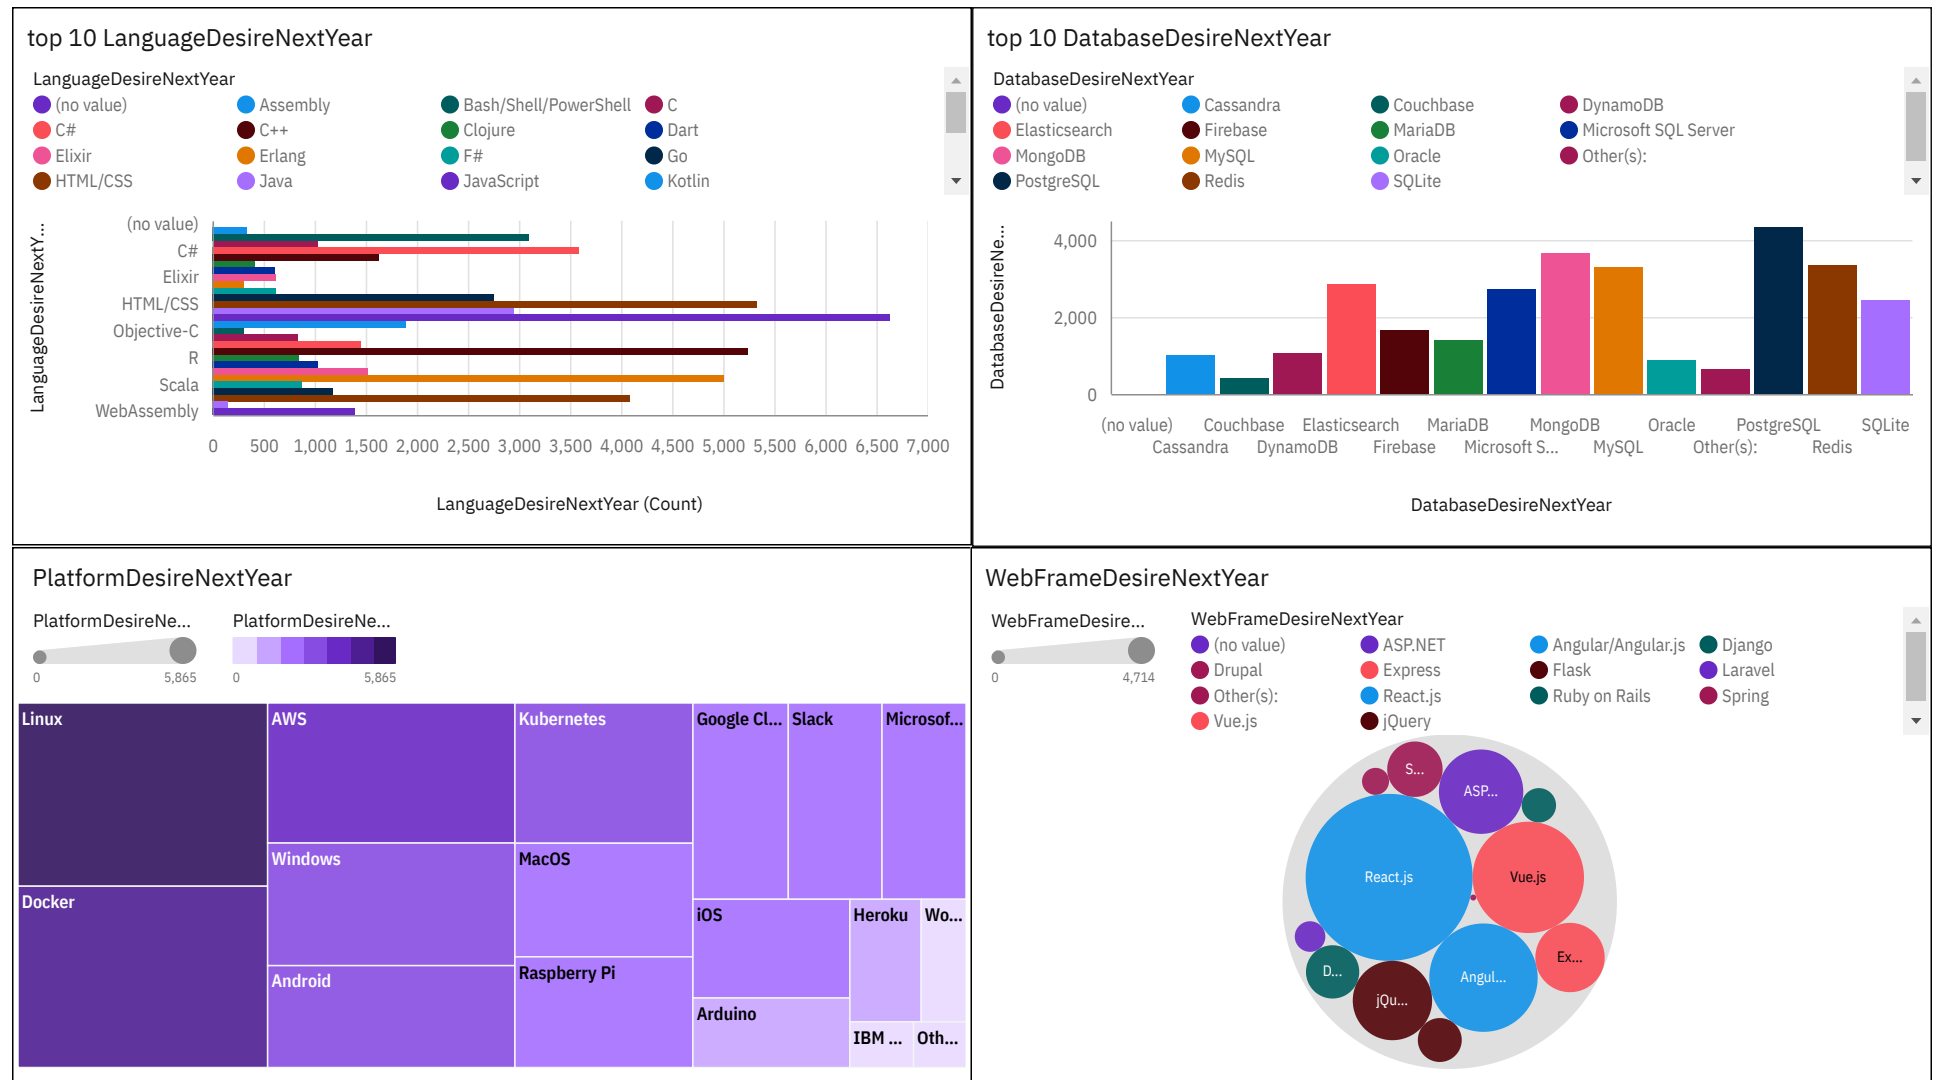 top 10 LanguageDesireNextYear
LanguageDesireNextYear
(no value) Assembly Bash/Shell/PowerShell C
C# C++ Clojure Dart
Elixir Erlang F# Go
HTML/CSS Java JavaScript Kotlin
LanguageDesireNextY...
(no value)
C#
Elixir
HTML/CSS
Objective-C
R
Scala
WebAssembly
0 500 1,000 1,500 2,000 2,500 3,000 3,500 4,000 4,500 5,000 5,500 6,000 6,500 7,000
LanguageDesireNextYear (Count)
top 10 DatabaseDesireNextYear
DatabaseDesireNextYear
(no value) Cassandra Couchbase DynamoDB
Elasticsearch Firebase MariaDB Microsoft SQL Server
MongoDB MySQL Oracle Other(s):
PostgreSQL Redis SQLite
DatabaseDesireNe...
4,000
2,000
0
(no value) Couchbase Elasticsearch MariaDB MongoDB Oracle PostgreSQL SQLite
Cassandra DynamoDB Firebase Microsoft S... MySQL Other(s): Redis
DatabaseDesireNextYear
PlatformDesireNextYear
PlatformDesireNe... PlatformDesireNe...
0 5,865 0 5,865
Linux AWS Kubernetes Google Cl... Slack Microsof...
Windows MacOS
Docker iOS Heroku Wo...
Android Raspberry Pi
Arduino
IBM ... Oth...
WebFrameDesireNextYear
WebFrameDesire...
0 4,714
WebFrameDesireNextYear
(no value) ASP.NET Angular/Angular.js Django
Drupal Express Flask Laravel
Other(s): React.js Ruby on Rails Spring
Vue.js jQuery
S...
ASP...
React.js Vue.js
Ex...
D... Angul...
jQu...